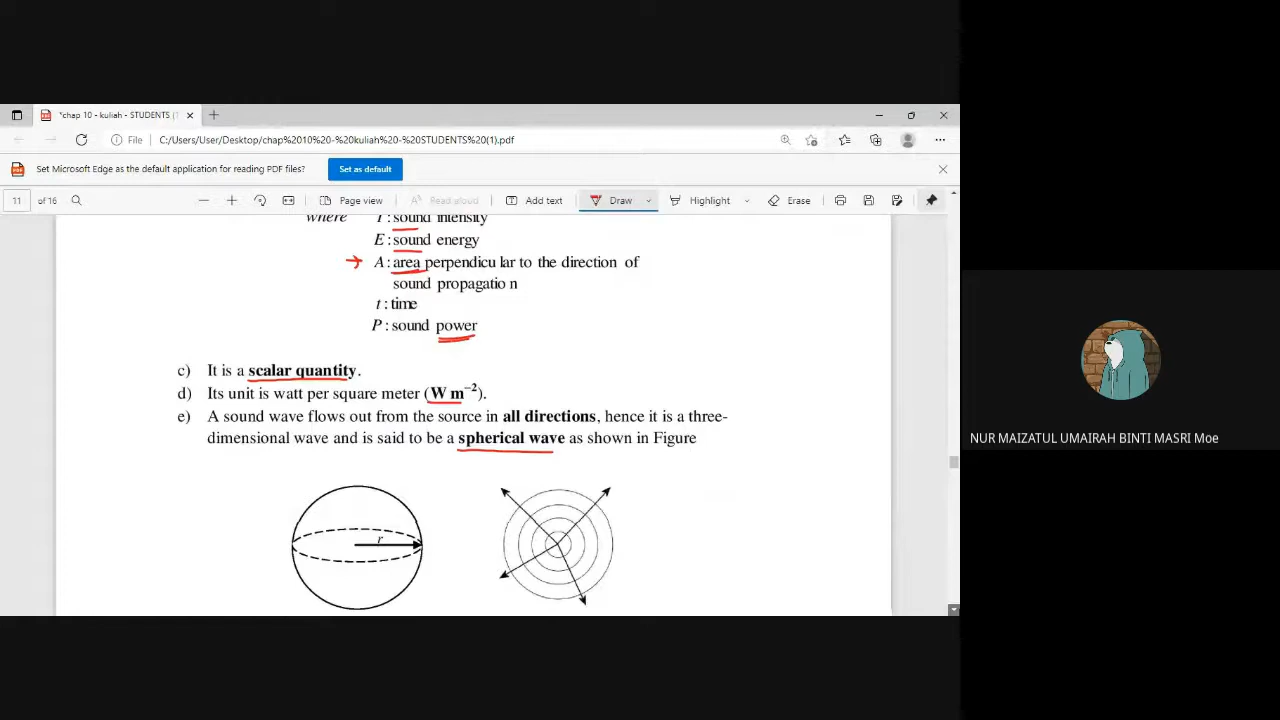 *chap 10 - kuliah - STUDENTS (1
File C:/Users/User/Desktop/chap%2010%20-%20kuliah%20-%20STUDENTS%20(1).pdf
Set Microsoft Edge as the default application for reading PDF files? Set as default
11 of 16 Page view Read aloud Add text Draw Highlight Erase
where I : sound intensity
E : sound energy
A : area perpendicu lar to the direction of
sound propagatio n
t : time
P : sound power
c) It is a scalar quantity.
d) Its unit is watt per square meter (W m⁻²).
e) A sound wave flows out from the source in all directions, hence it is a three-
dimensional wave and is said to be a spherical wave as shown in Figure
r
NUR MAIZATUL UMAIRAH BINTI MASRI Moe